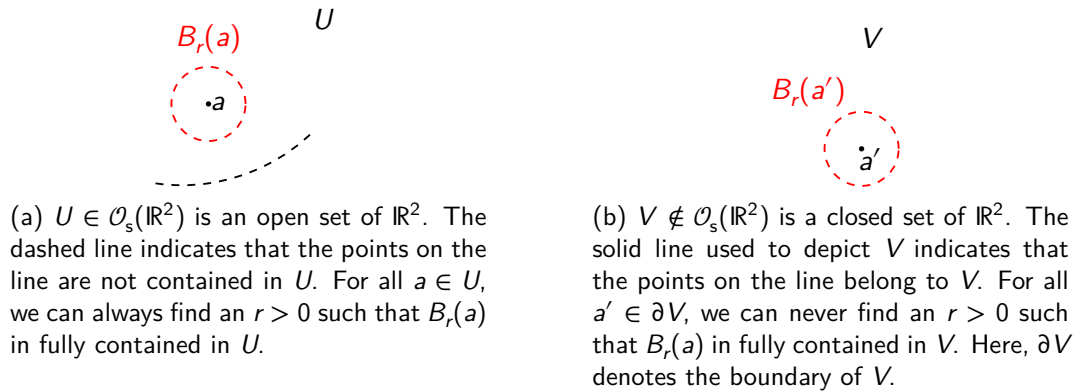 U
B_r(a)
a
(a) U ∈ 𝒪_s(ℝ²) is an open set of ℝ². The
dashed line indicates that the points on the
line are not contained in U. For all a ∈ U,
we can always find an r > 0 such that B_r(a)
in fully contained in U.
V
B_r(a′)
a′
(b) V ∉ 𝒪_s(ℝ²) is a closed set of ℝ². The
solid line used to depict V indicates that
the points on the line belong to V. For all
a′ ∈ ∂V, we can never find an r > 0 such
that B_r(a) in fully contained in V. Here, ∂V
denotes the boundary of V.